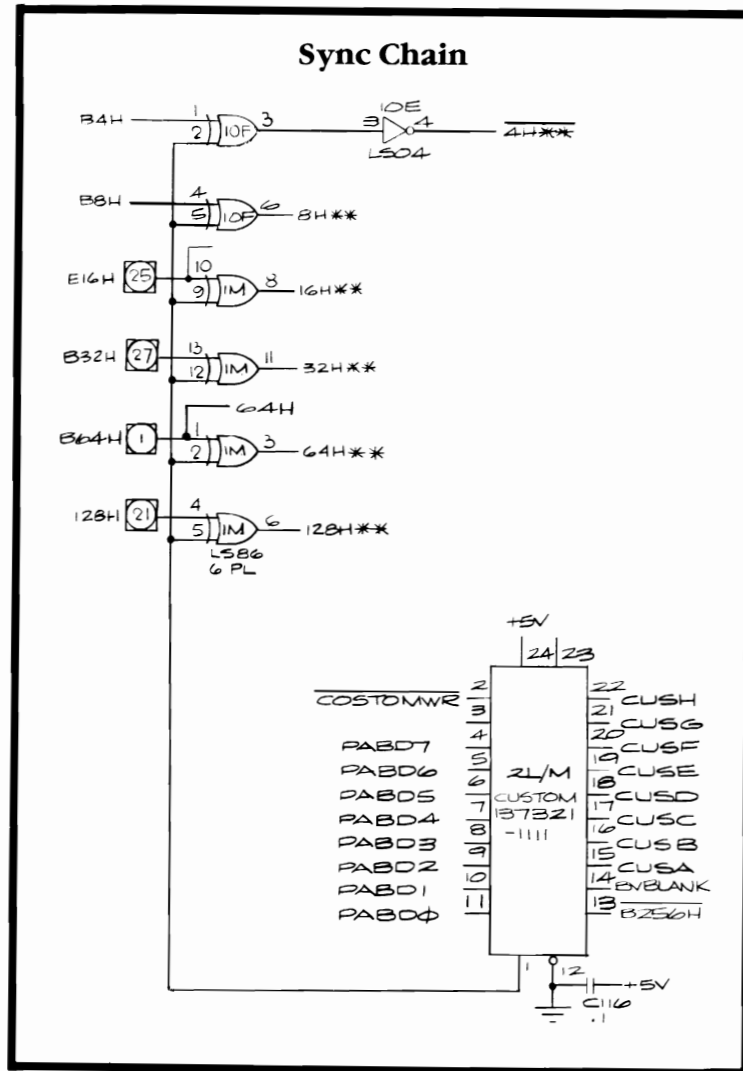 Sync Chain
B4H 1 2 10F 3 3 10E 4 LS04 4H**
B8H 4 5 10F 6 8H**
E16H 25 10 9 1M 8 16H**
B32H 27 13 12 1M 11 32H**
64H
B64H 1 1 2 1M 3 64H**
128H 21 4 5 1M 6 128H**
LS86
6 PL
+5V
24 23
COSTOMWR 2 22 CUSH
3 21 CUSG
PABD7 4 20 CUSF
PABD6 5 19 CUSE
PABD5 6 18 CUSD
PABD4 7 17 CUSC
PABD3 8 16 CUSB
PABD2 9 15 CUSA
PABD1 10 14 BVBLANK
PABDφ 11 13 B256H
2L/M
CUSTOM
137321
-1111
1 12
+5V
C116
.1